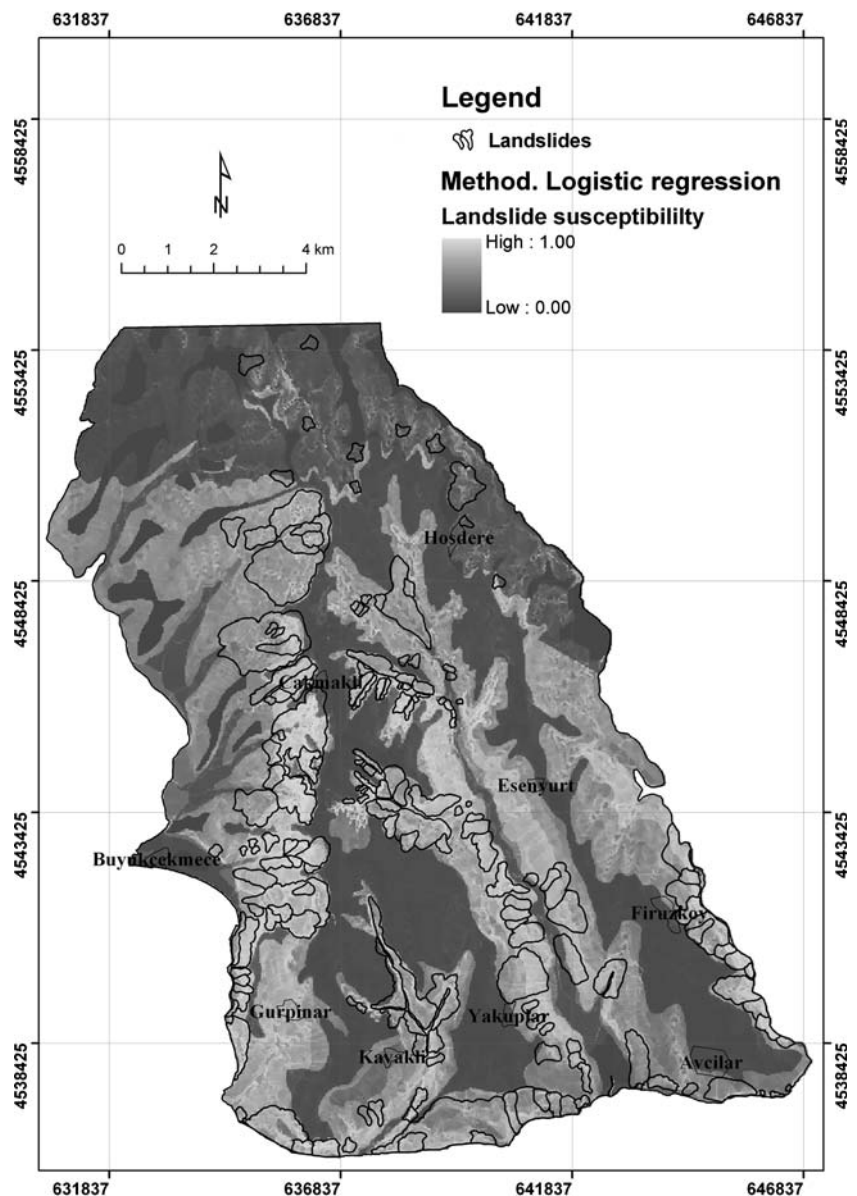 631837 636837 641837 646837
4558425 4558425
Legend
Landslides
Method. Logistic regression
Landslide susceptibililty
High : 1.00
Low : 0.00
N
0 1 2 4 km
4553425 4553425
Hosdere
4548425 4548425
Cakmakli
Esenyurt
4543425 4543425
Buyukcekmece
Firuzkoy
Gurpinar
Yakuplar
Kayakli
Avcilar
4538425 4538425
631837 636837 641837 646837